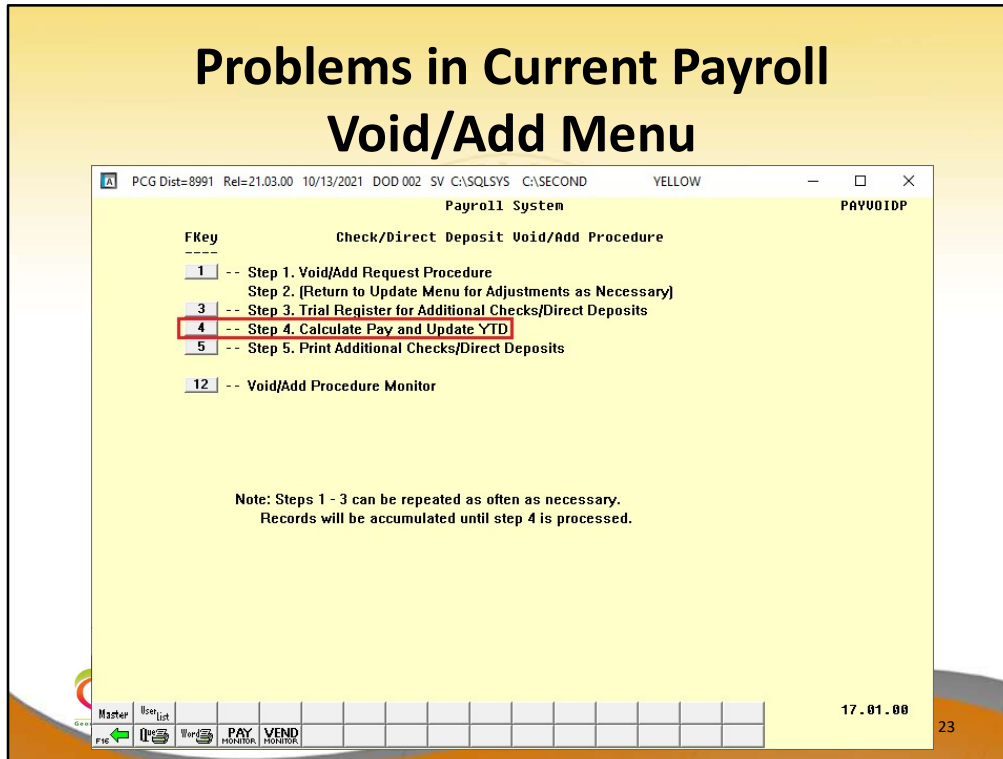 Problems in Current Payroll
Void/Add Menu
PCG Dist=8991 Rel=21.03.00 10/13/2021 DOD 002 SV C:\SQLSYS C:\SECOND YELLOW
Payroll System PAYVOIDP
FKey Check/Direct Deposit Void/Add Procedure
----
1 -- Step 1. Void/Add Request Procedure
Step 2. (Return to Update Menu for Adjustments as Necessary)
3 -- Step 3. Trial Register for Additional Checks/Direct Deposits
4 -- Step 4. Calculate Pay and Update YTD
5 -- Step 5. Print Additional Checks/Direct Deposits
12 -- Void/Add Procedure Monitor
Note: Steps 1 - 3 can be repeated as often as necessary.
Records will be accumulated until step 4 is processed.
Master User List 17.01.00
F16 Que Word PAY MONITOR VEND MONITOR
23